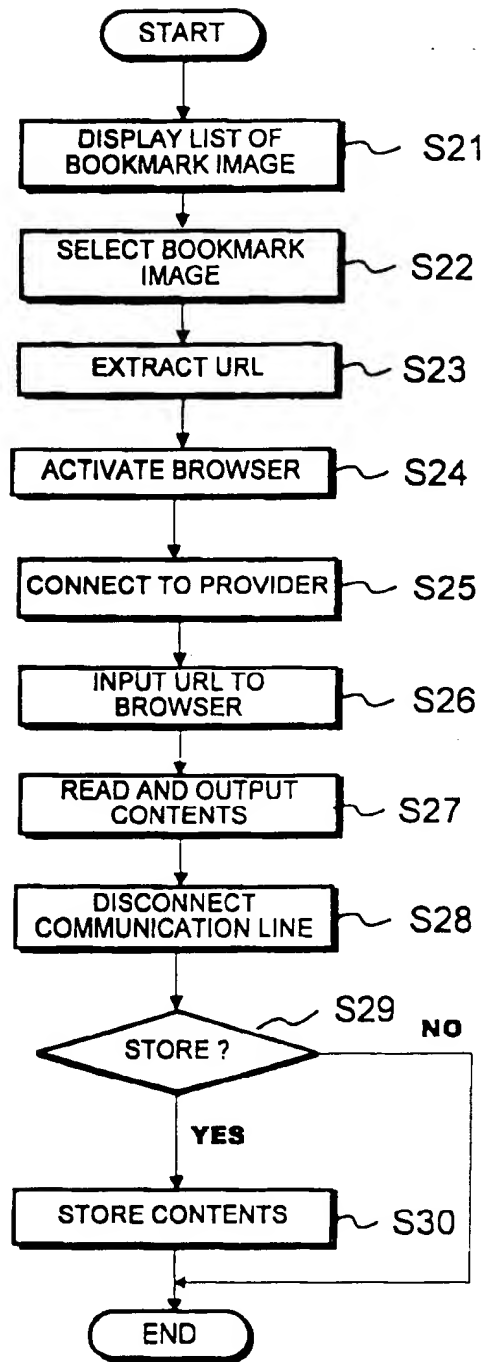 START
DISPLAY LIST OF
BOOKMARK IMAGE
S21
SELECT BOOKMARK
IMAGE
S22
EXTRACT URL
S23
ACTIVATE BROWSER
S24
CONNECT TO PROVIDER
S25
INPUT URL TO
BROWSER
S26
READ AND OUTPUT
CONTENTS
S27
DISCONNECT
COMMUNICATION LINE
S28
STORE ?
S29
NO
YES
STORE CONTENTS
S30
END